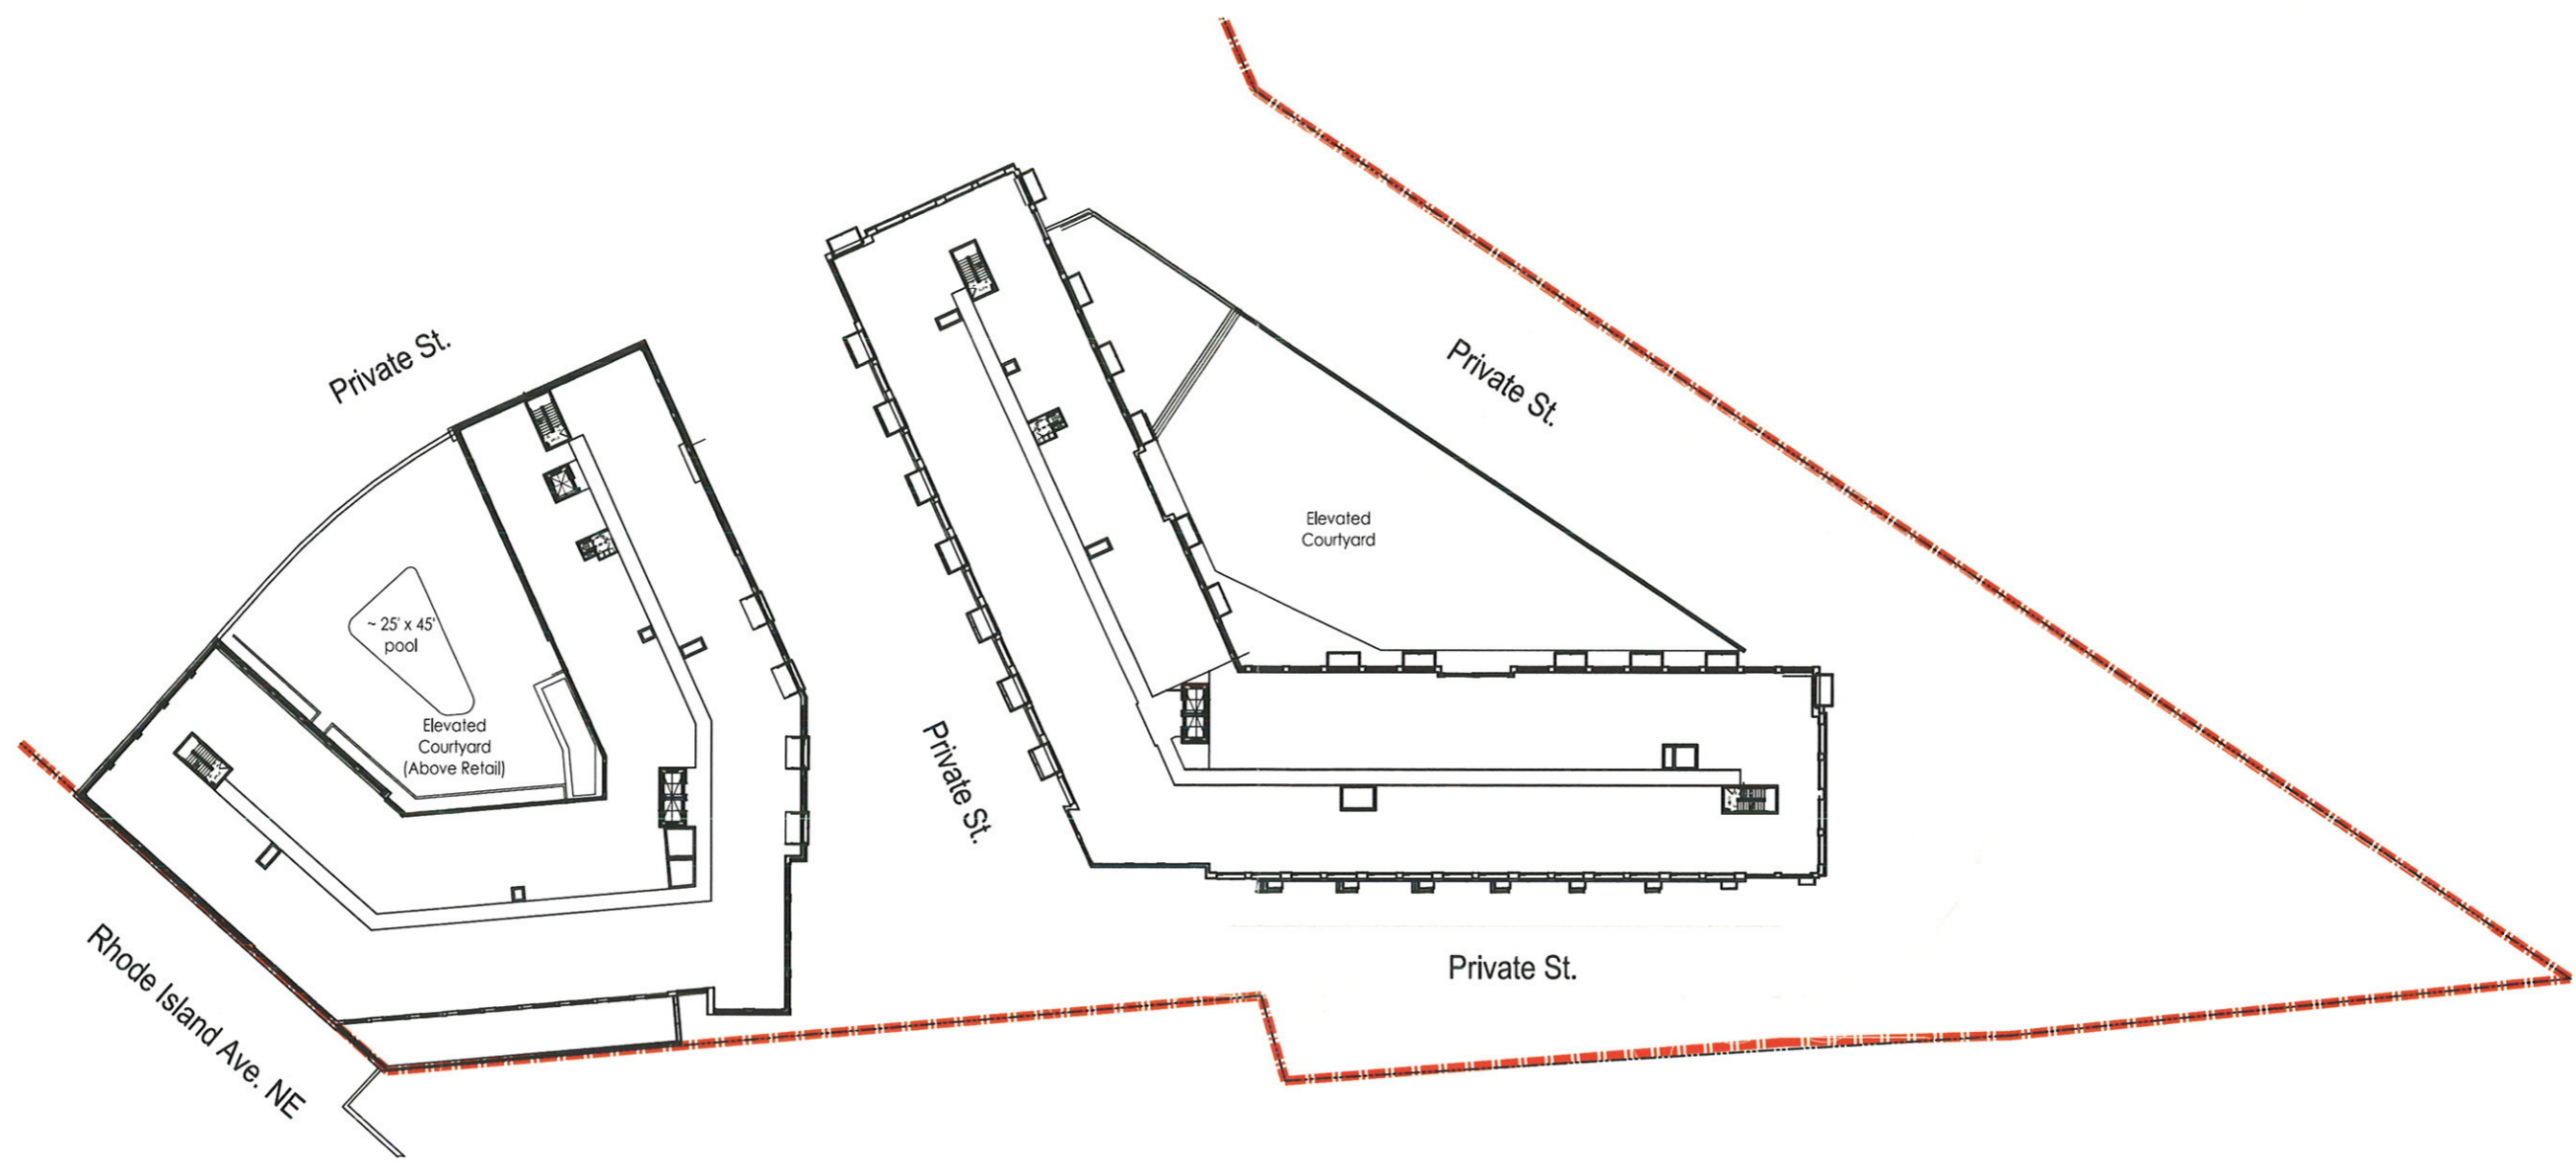 Private St.
Private St.
Elevated
Courtyard
~ 25' x 45'
pool
Elevated
Courtyard
(Above Retail)
Private St.
Rhode Island Ave. NE
Private St.